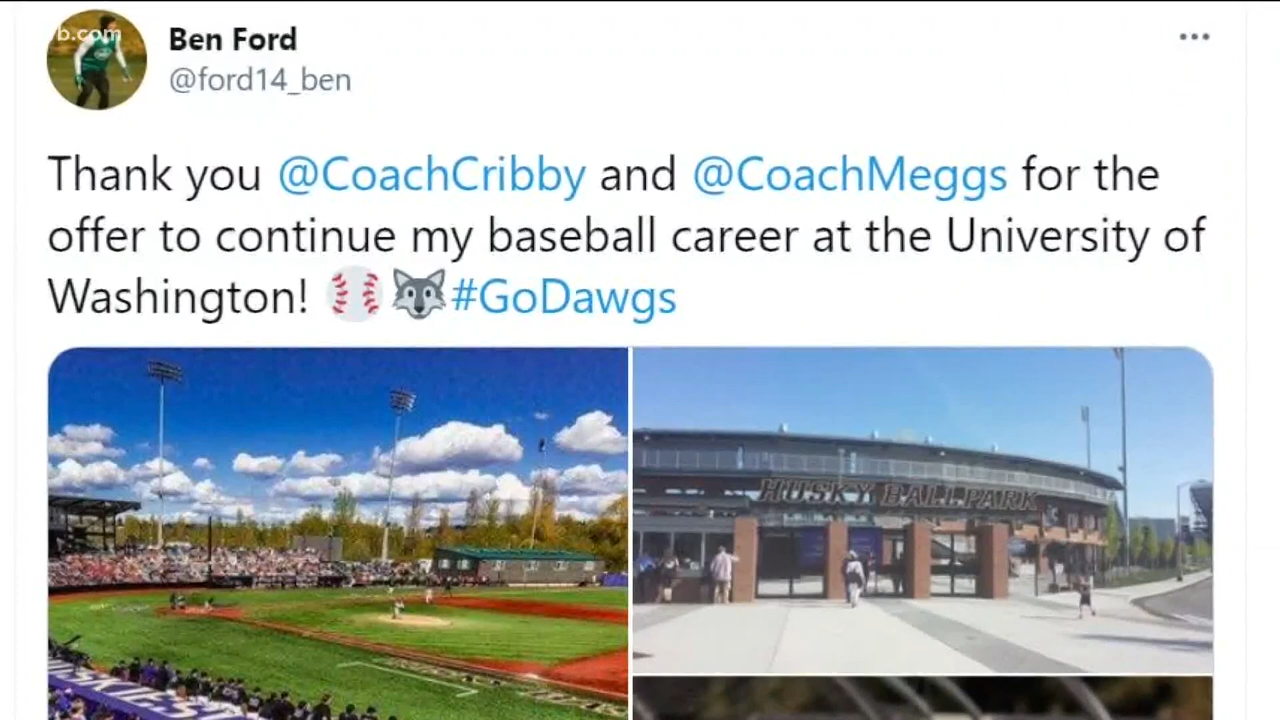 b.com
Ben Ford
@ford14_ben
Thank you @CoachCribby and @CoachMeggs for the
offer to continue my baseball career at the University of
Washington! ⚾🐺#GoDawgs
HUSKY BALLPARK